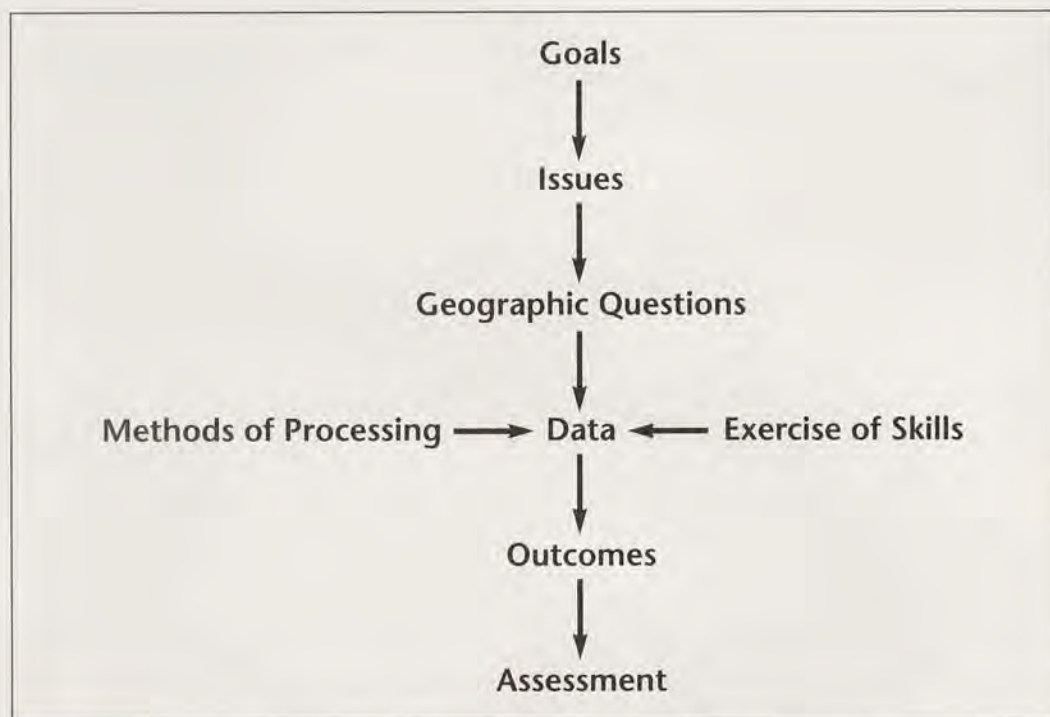 Goals
Issues
Geographic Questions
Methods of Processing Data Exercise of Skills
Outcomes
Assessment